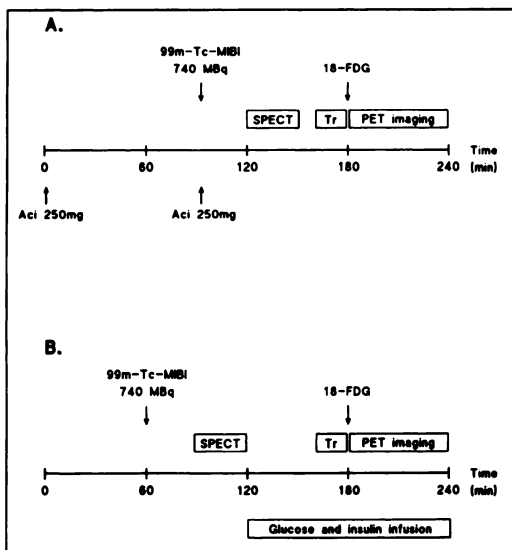 A.
99m-Tc-MIBI
740 MBq
18-FDG
SPECT Tr PET imaging
Time
(min)
0 60 120 180 240
Aci 250mg Aci 250mg
B.
99m-Tc-MIBI
740 MBq
18-FDG
SPECT Tr PET imaging
Time
(min)
0 60 120 180 240
Glucose and insulin infusion